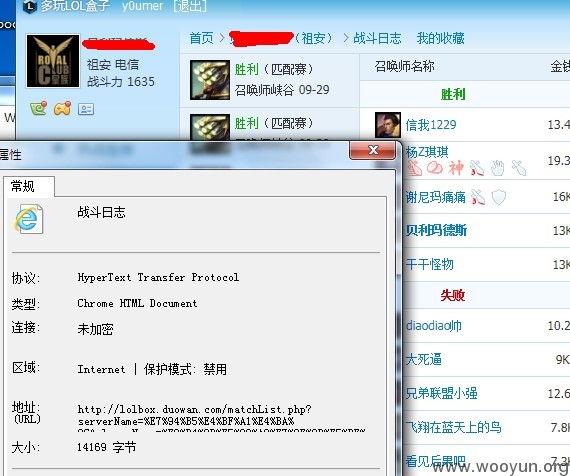 多玩LOL盒子 y0umer [退出]
祖安 电信
战斗力 1635
首页 > （祖安） > 战斗日志 我的收藏
胜利（匹配赛）
召唤师峡谷 09-29
胜利（匹配赛）
召唤师名称 金钱
胜利
信我1229 13.4
杨Z琪琪 19.3
神
谢尼玛痛痛 16K
贝利玛德斯 13K
干干怪物 13K
失败
diaodiao帅 10.2
大死逼 9K
兄弟联盟小强 12.6
飞翔在蓝天上的鸟 7.8K
看见后果吧 7.3K
属性
常规
战斗日志
协议: HyperText Transfer Protocol
类型: Chrome HTML Document
连接: 未加密
区域: Internet | 保护模式: 禁用
地址: (URL) http://lolbox.duowan.com/matchList.php?
serverName=%E7%94%B5%E4%BF%A1%E4%BA%
大小: 14169 字节
www.wooyun.org